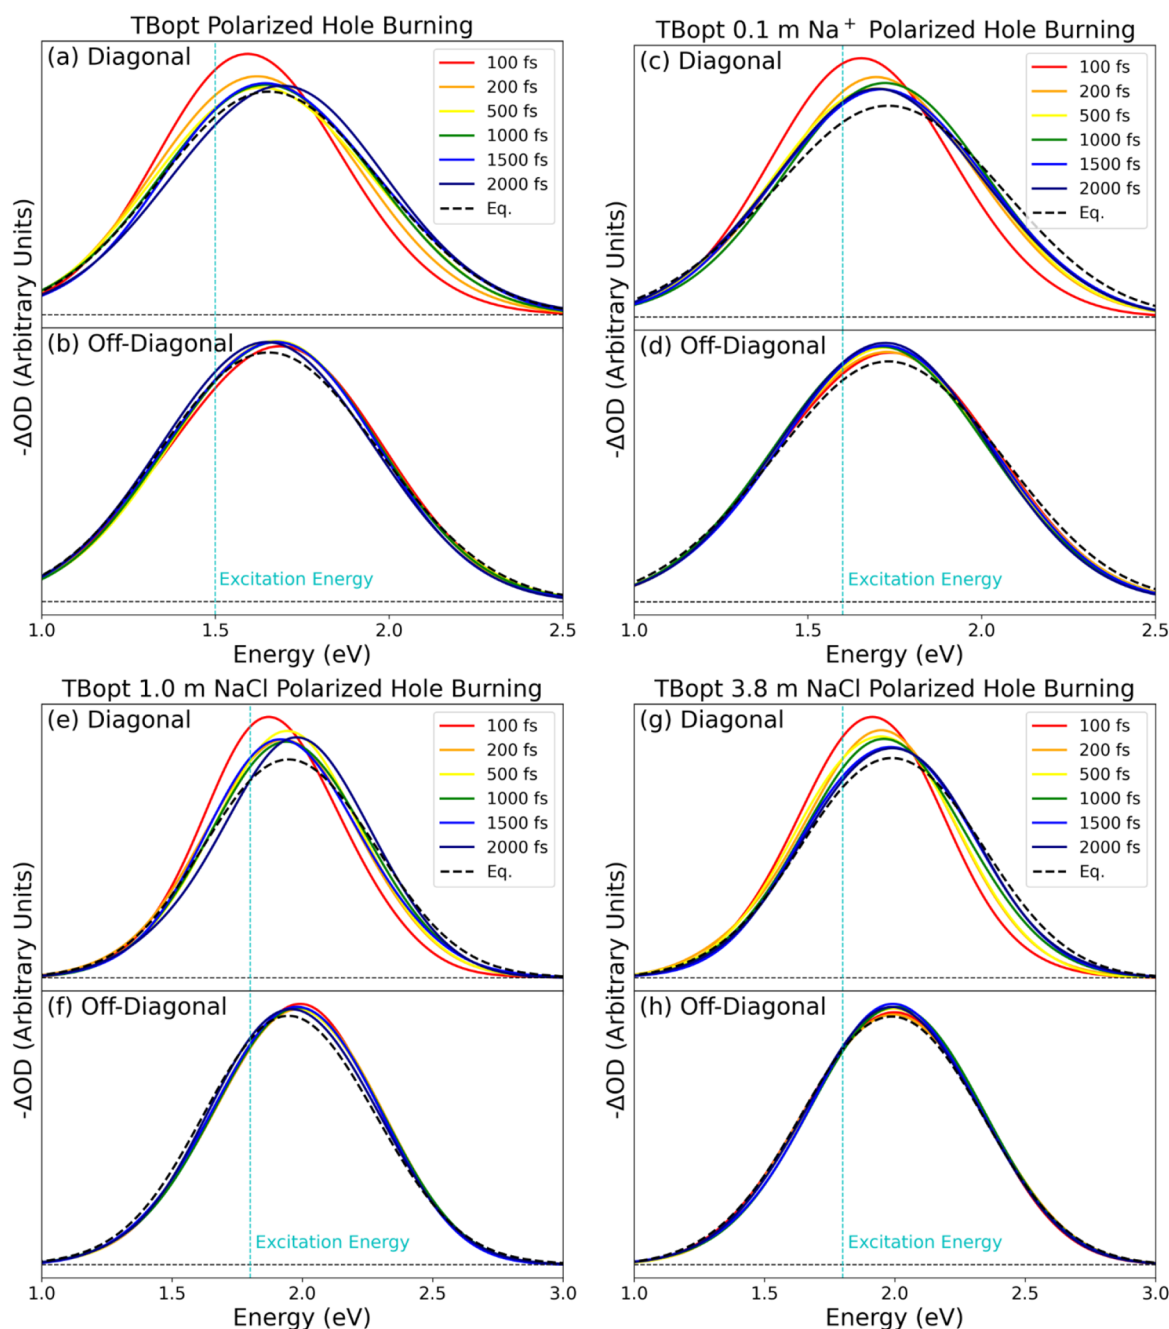 TBopt Polarized Hole Burning
(a) Diagonal
100 fs
200 fs
500 fs
1000 fs
1500 fs
2000 fs
Eq.
(b) Off-Diagonal
Excitation Energy
-ΔOD (Arbitrary Units)
1.0 1.5 2.0 2.5
Energy (eV)
TBopt 0.1 m Na⁺ Polarized Hole Burning
(c) Diagonal
100 fs
200 fs
500 fs
1000 fs
1500 fs
2000 fs
Eq.
(d) Off-Diagonal
Excitation Energy
-ΔOD (Arbitrary Units)
1.0 1.5 2.0 2.5
Energy (eV)
TBopt 1.0 m NaCl Polarized Hole Burning
(e) Diagonal
100 fs
200 fs
500 fs
1000 fs
1500 fs
2000 fs
Eq.
(f) Off-Diagonal
Excitation Energy
-ΔOD (Arbitrary Units)
1.0 1.5 2.0 2.5 3.0
Energy (eV)
TBopt 3.8 m NaCl Polarized Hole Burning
(g) Diagonal
100 fs
200 fs
500 fs
1000 fs
1500 fs
2000 fs
Eq.
(h) Off-Diagonal
Excitation Energy
-ΔOD (Arbitrary Units)
1.0 1.5 2.0 2.5 3.0
Energy (eV)